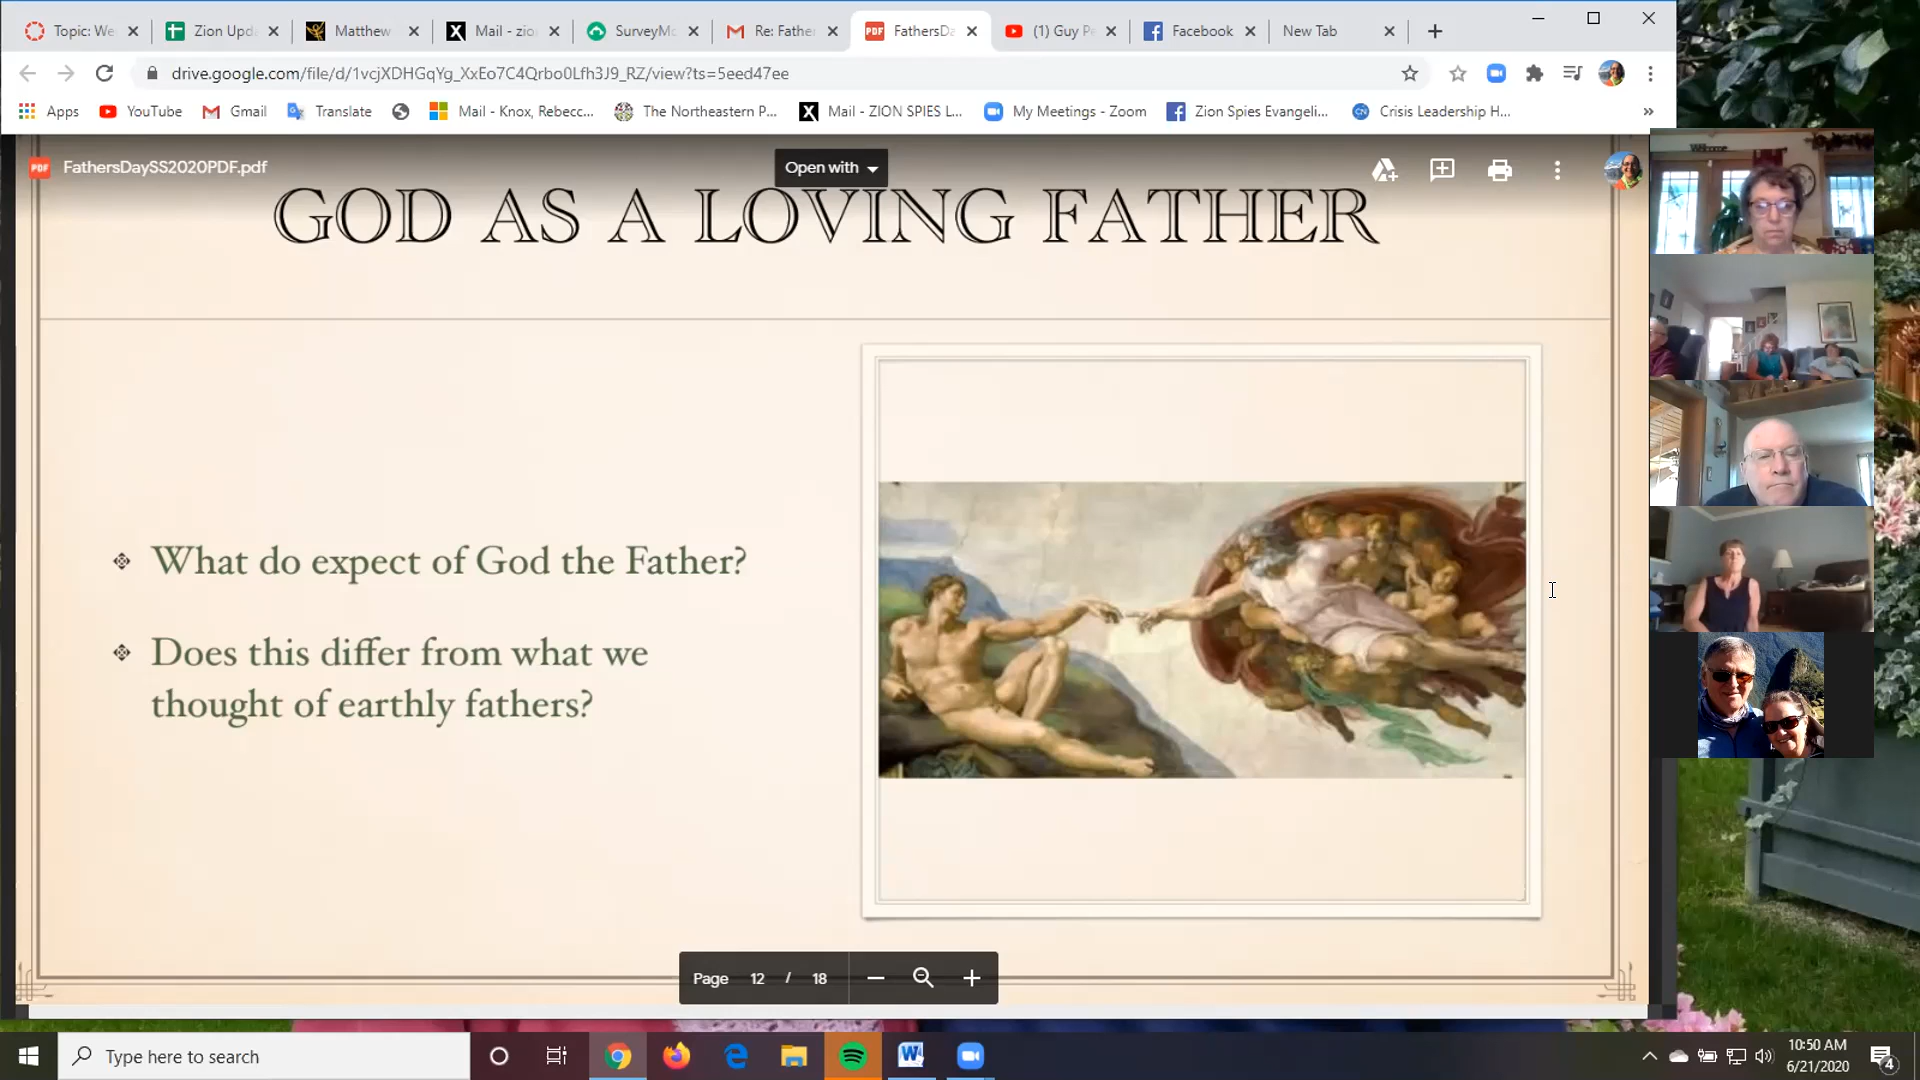 Topic: We
Zion Upda
Matthew
Mail - zio
SurveyMo
Re: Father
FathersDa
(1) Guy Pe
Facebook
New Tab
drive.google.com/file/d/1vcjXDHGqYg_XxEo7C4Qrbo0Lfh3J9_RZ/view?ts=5eed47ee
Apps
YouTube
Gmail
Translate
Mail - Knox, Rebecc...
The Northeastern P...
Mail - ZION SPIES L...
My Meetings - Zoom
Zion Spies Evangeli...
Crisis Leadership H...
»
PDF FathersDaySS2020PDF.pdf
Open with
GOD AS A LOVING FATHER
What do expect of God the Father?
Does this differ from what we
thought of earthly fathers?
Page 12 / 18
Welcome
Type here to search
10:50 AM
6/21/2020
4